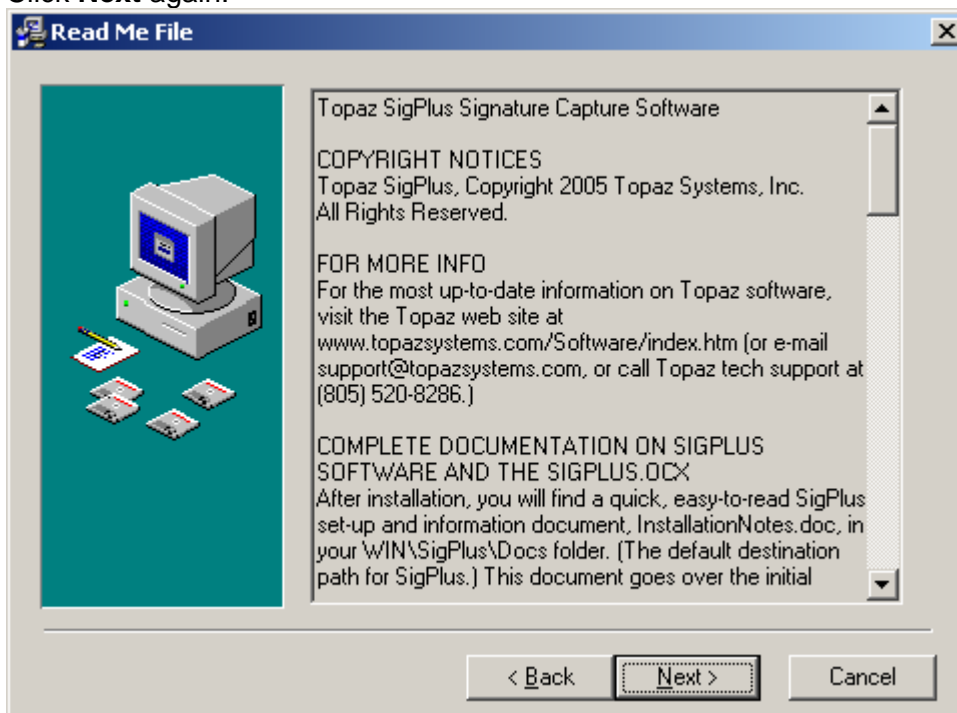 Click Next again.
Read Me File
Topaz SigPlus Signature Capture Software
COPYRIGHT NOTICES
Topaz SigPlus, Copyright 2005 Topaz Systems, Inc.
All Rights Reserved.
FOR MORE INFO
For the most up-to-date information on Topaz software,
visit the Topaz web site at
www.topazsystems.com/Software/index.htm (or e-mail
support@topazsystems.com, or call Topaz tech support at
(805) 520-8286.)
COMPLETE DOCUMENTATION ON SIGPLUS
SOFTWARE AND THE SIGPLUS.OCX
After installation, you will find a quick, easy-to-read SigPlus
set-up and information document, InstallationNotes.doc, in
your WIN\SigPlus\Docs folder. (The default destination
path for SigPlus.) This document goes over the initial
< Back
Next >
Cancel